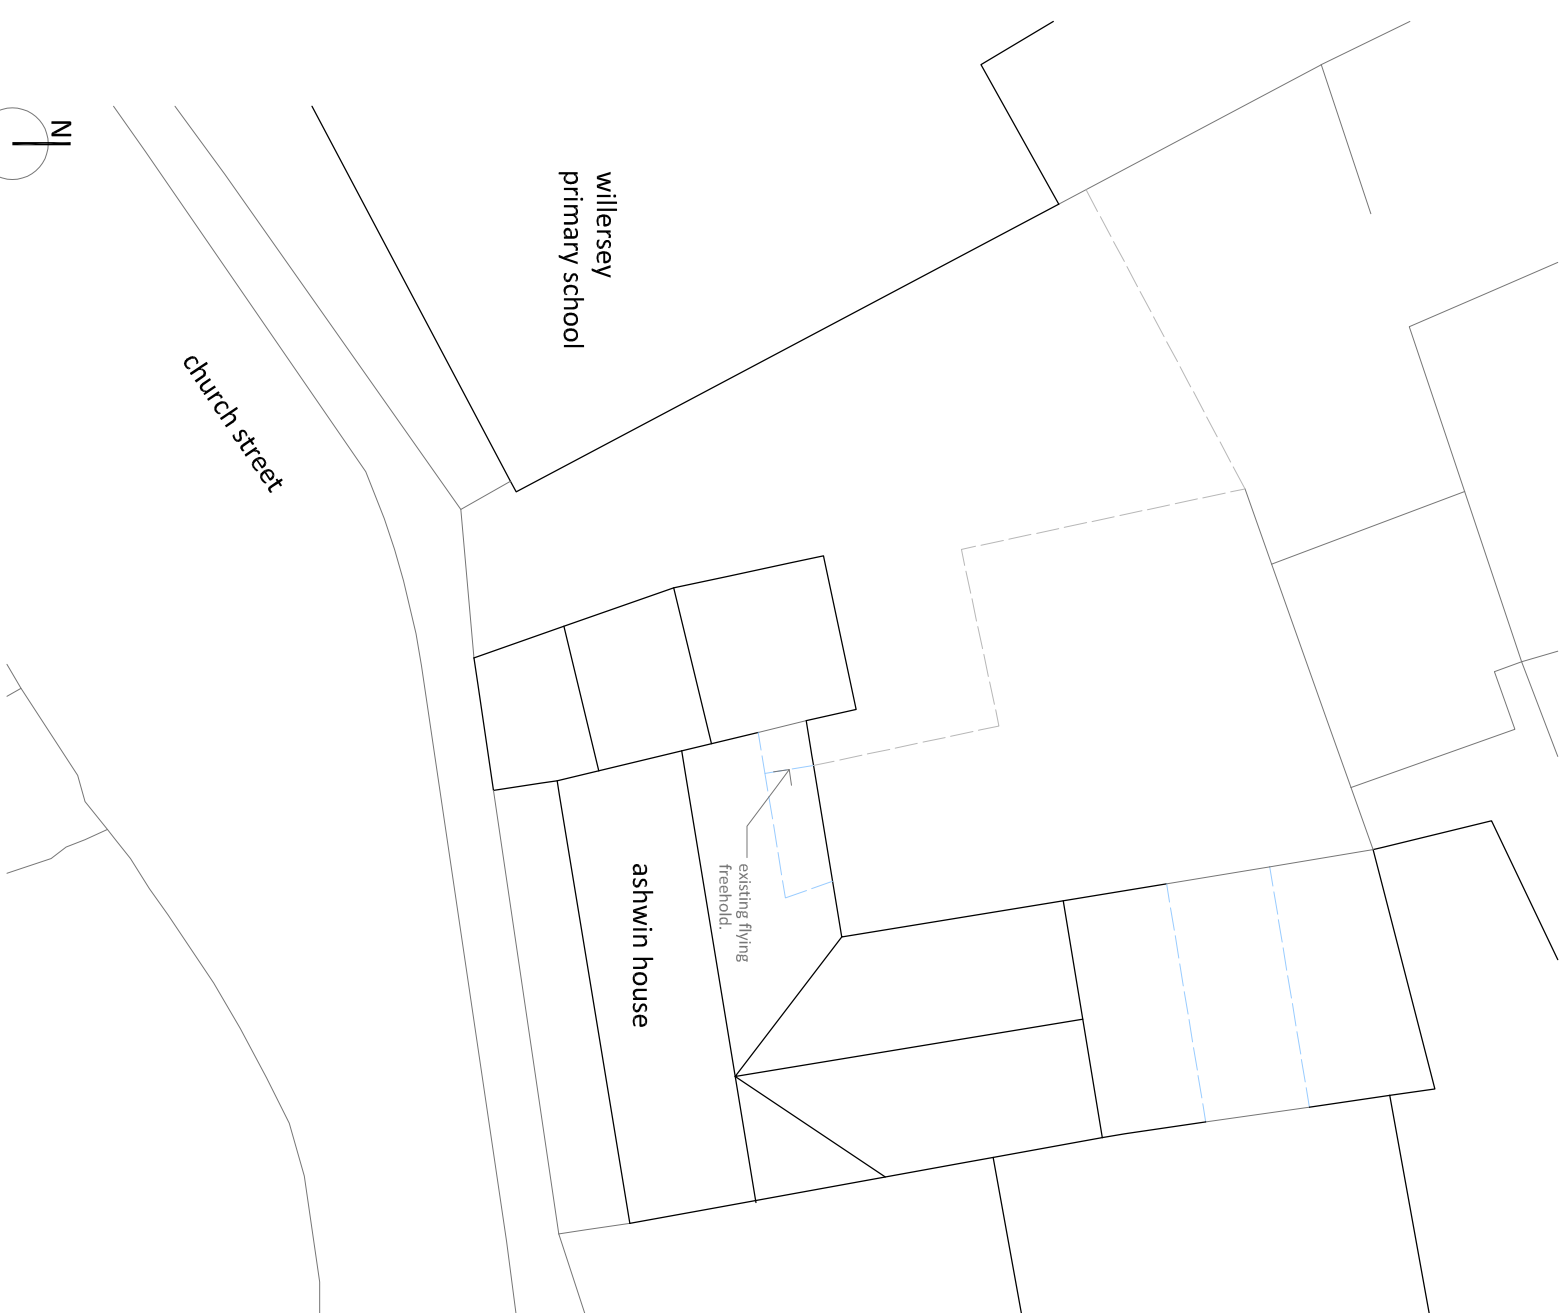 N
willersey
primary school
church street
existing flying
freehold.
ashwin house